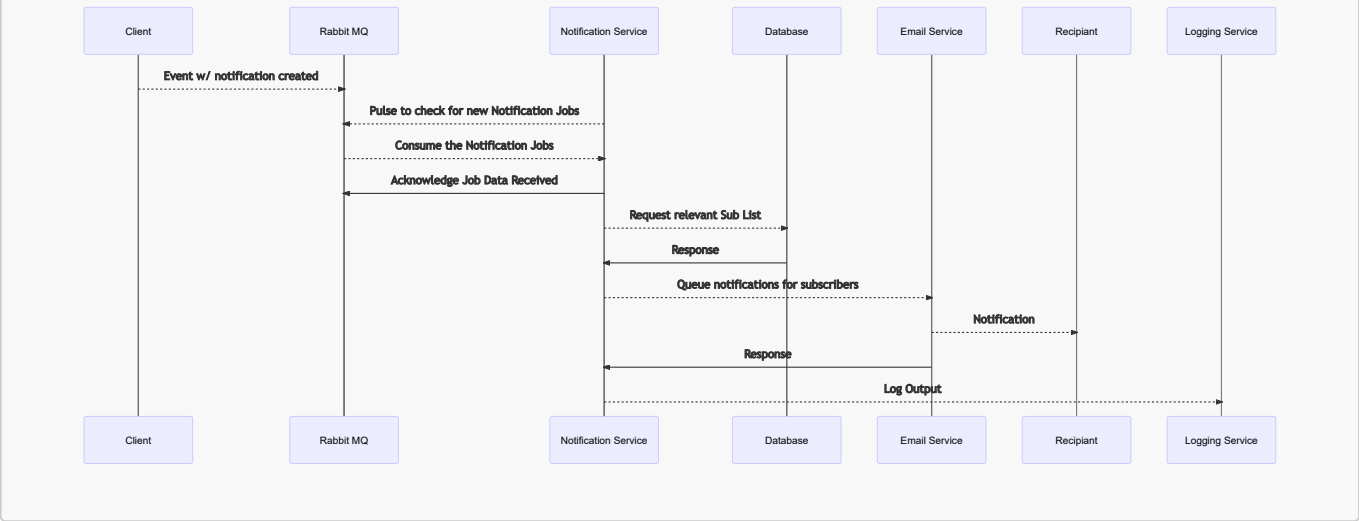 Client
Rabbit MQ
Notification Service
Database
Email Service
Recipiant
Logging Service
Event w/ notification created
Pulse to check for new Notification Jobs
Consume the Notification Jobs
Acknowledge Job Data Received
Request relevant Sub List
Response
Queue notifications for subscribers
Notification
Response
Log Output
Client
Rabbit MQ
Notification Service
Database
Email Service
Recipiant
Logging Service